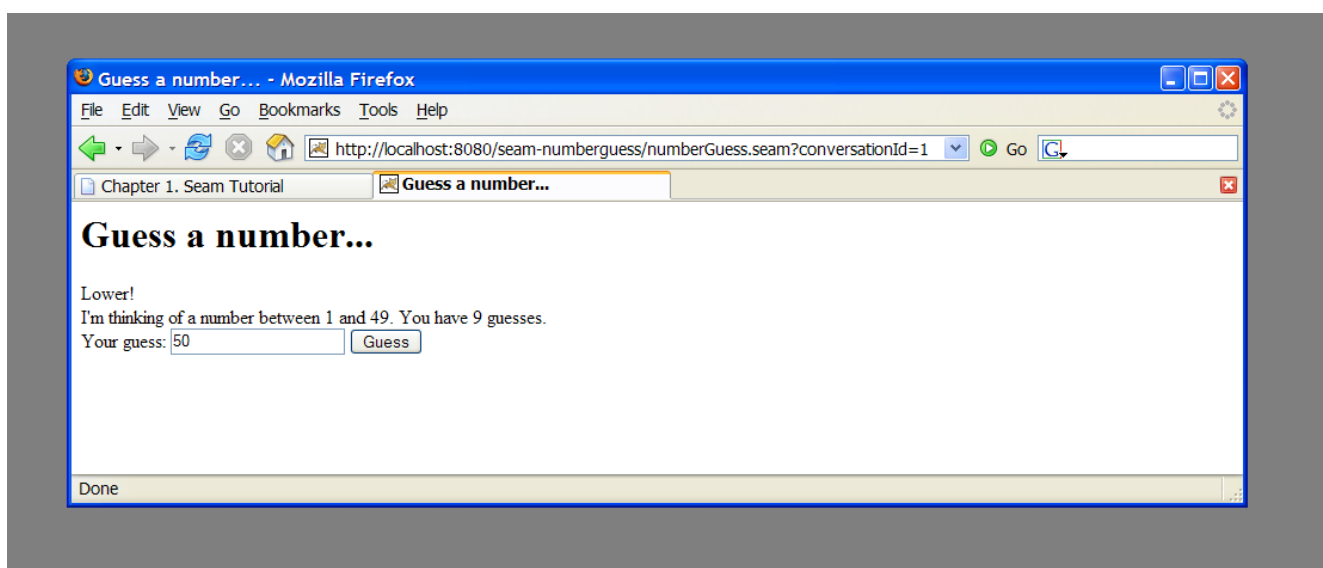 Guess a number... - Mozilla Firefox
File Edit View Go Bookmarks Tools Help
http://localhost:8080/seam-numberguess/numberGuess.seam?conversationId=1 Go G
Chapter 1. Seam Tutorial Guess a number...
Guess a number...
Lower!
I'm thinking of a number between 1 and 49. You have 9 guesses.
Your guess: 50 Guess
Done